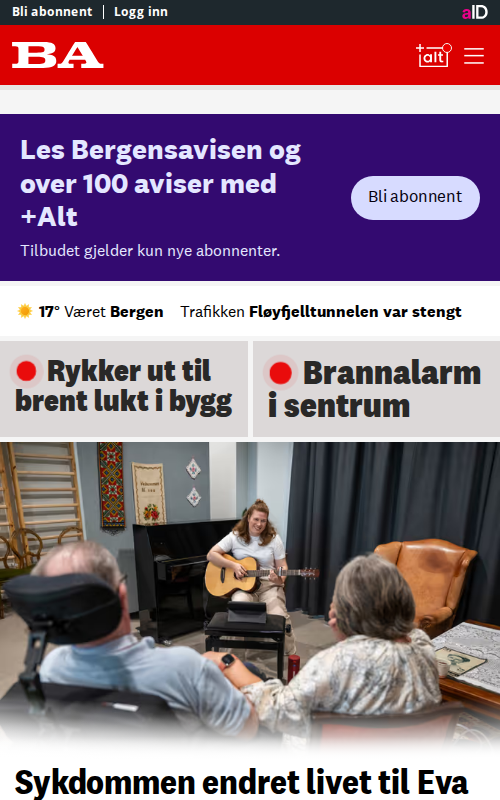 Bli abonnent | Logg inn
aID
BA
+alt
Les Bergensavisen og
over 100 aviser med
+Alt
Bli abonnent
Tilbudet gjelder kun nye abonnenter.
17° Været Bergen Trafikken Fløyfjelltunnelen var stengt
Rykker ut til
brent lukt i bygg
Brannalarm
i sentrum
Sykdommen endret livet til Eva